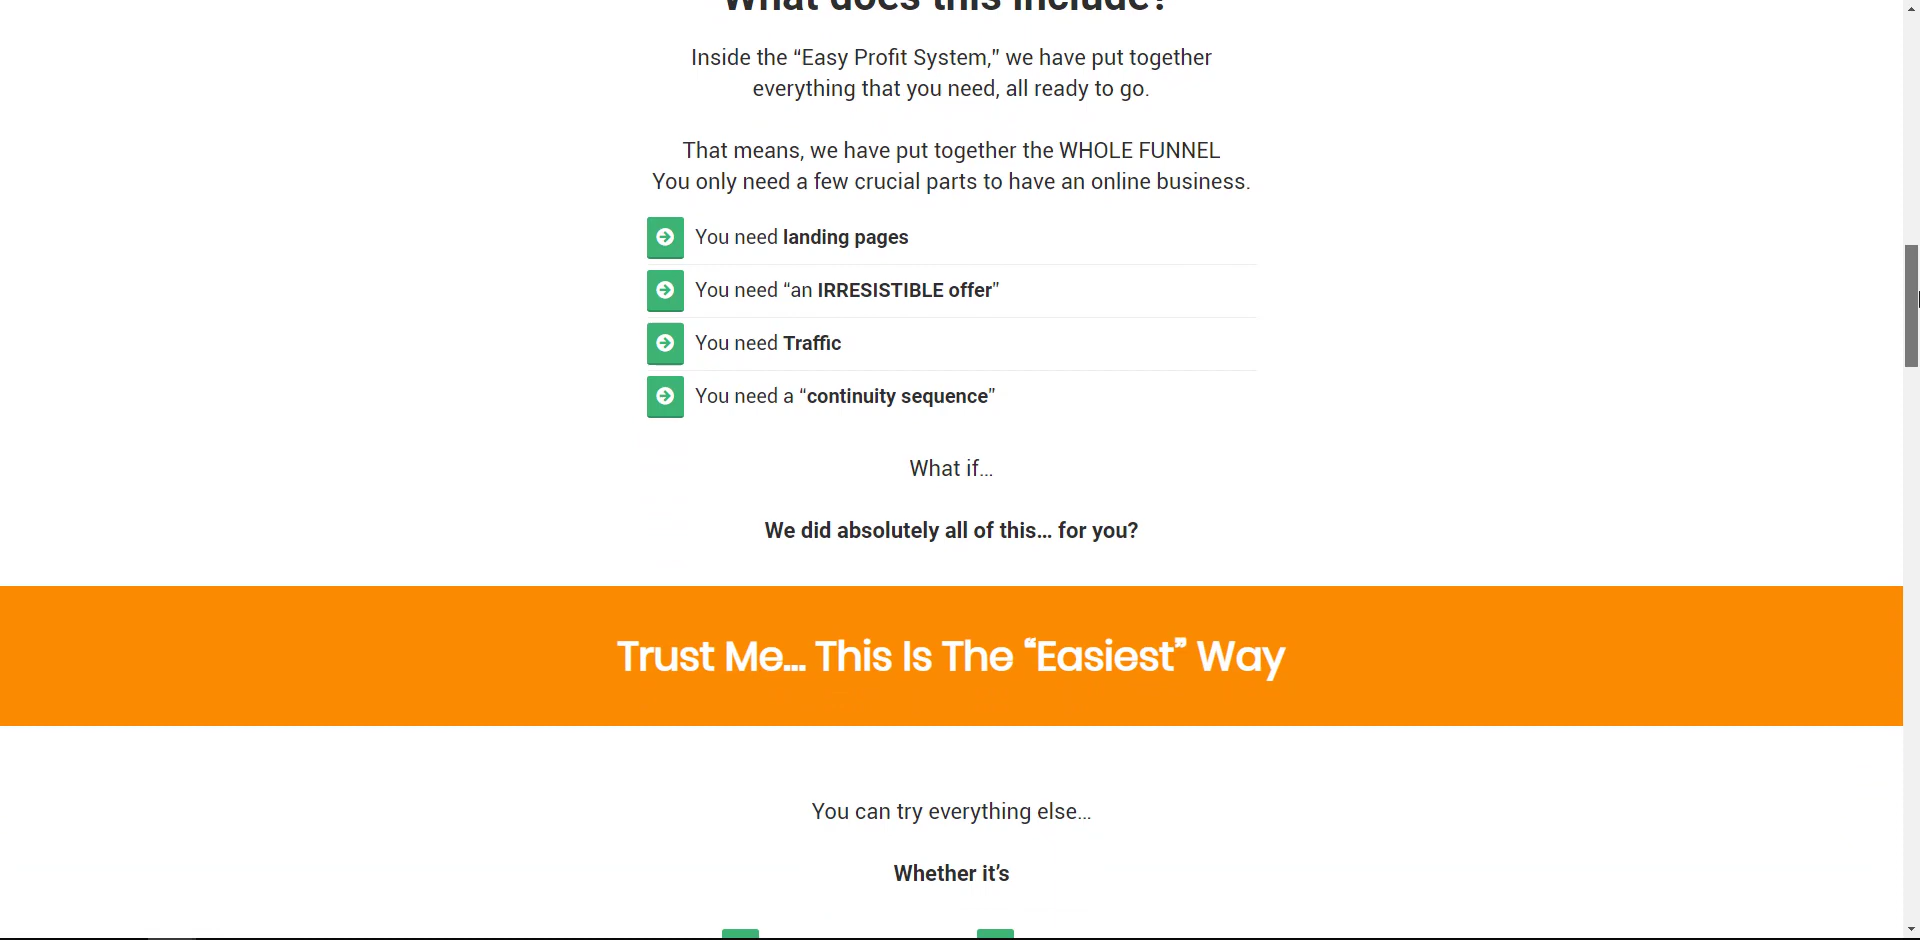 What does this include?
Inside the “Easy Profit System,” we have put together
everything that you need, all ready to go.
That means, we have put together the WHOLE FUNNEL
You only need a few crucial parts to have an online business.
You need landing pages
You need “an IRRESISTIBLE offer”
You need Traffic
You need a “continuity sequence”
What if...
We did absolutely all of this... for you?
Trust Me... This Is The “Easiest” Way
You can try everything else...
Whether it’s